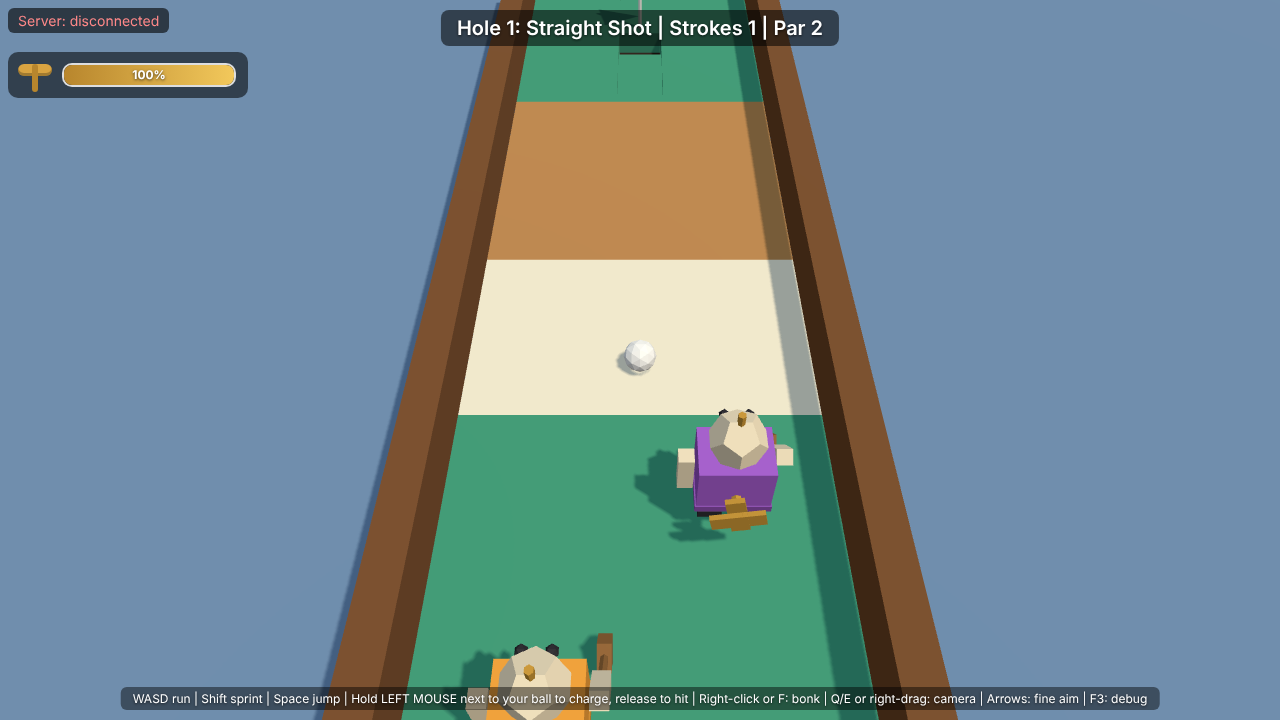 Server: disconnected
Hole 1: Straight Shot | Strokes 1 | Par 2
100%
WASD run | Shift sprint | Space jump | Hold LEFT MOUSE next to your ball to charge, release to hit | Right-click or F: bonk | Q/E or right-drag: camera | Arrows: fine aim | F3: debug